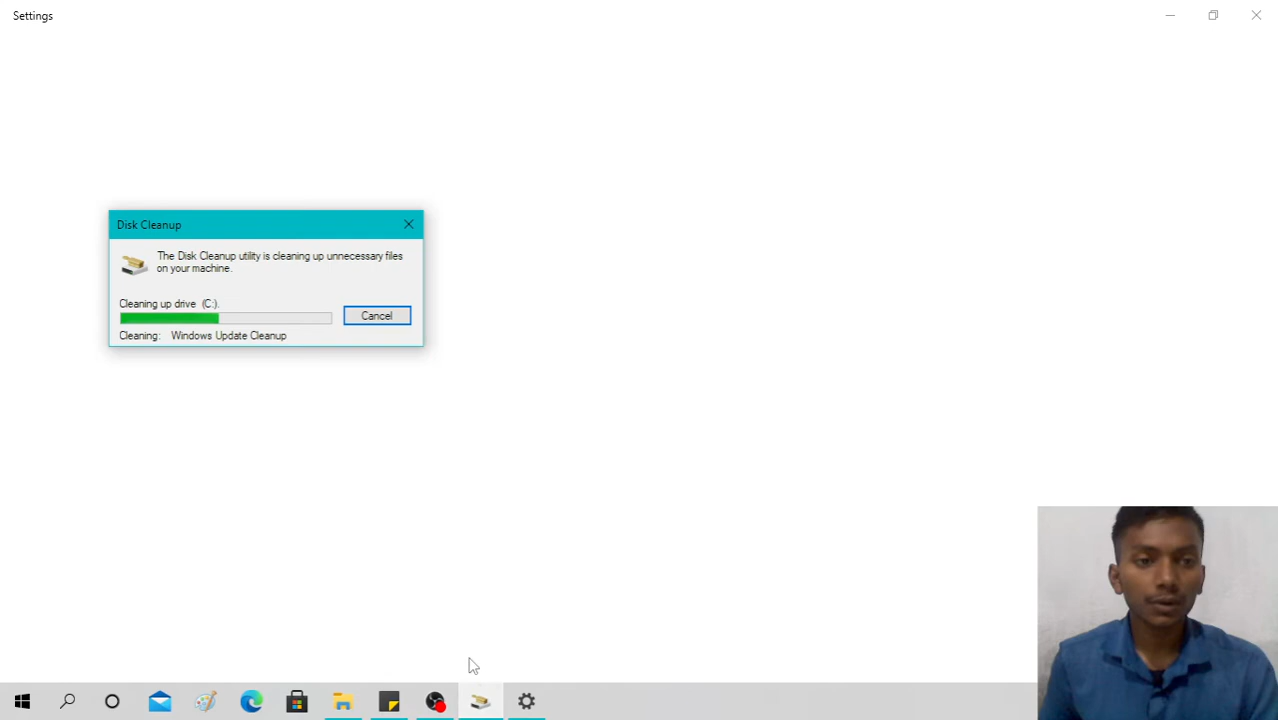 Settings
Disk Cleanup
The Disk Cleanup utility is cleaning up unnecessary files
on your machine.
Cleaning up drive (C:).
Cancel
Cleaning: Windows Update Cleanup